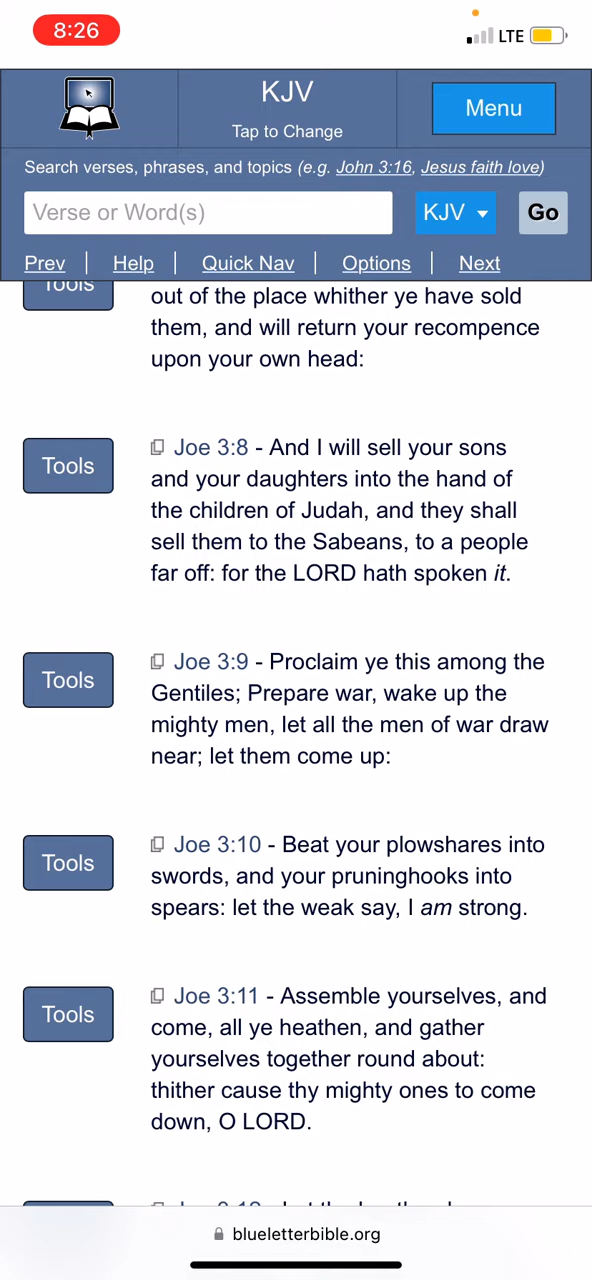 8:26
LTE
KJV
Tap to Change
Menu
Search verses, phrases, and topics (e.g. John 3:16, Jesus faith love)
Verse or Word(s)
KJV
Go
Prev | Help | Quick Nav | Options | Next
Tools
out of the place whither ye have sold
them, and will return your recompence
upon your own head:
Tools
Joe 3:8 - And I will sell your sons
and your daughters into the hand of
the children of Judah, and they shall
sell them to the Sabeans, to a people
far off: for the LORD hath spoken it.
Tools
Joe 3:9 - Proclaim ye this among the
Gentiles; Prepare war, wake up the
mighty men, let all the men of war draw
near; let them come up:
Tools
Joe 3:10 - Beat your plowshares into
swords, and your pruninghooks into
spears: let the weak say, I am strong.
Tools
Joe 3:11 - Assemble yourselves, and
come, all ye heathen, and gather
yourselves together round about:
thither cause thy mighty ones to come
down, O LORD.
blueletterbible.org